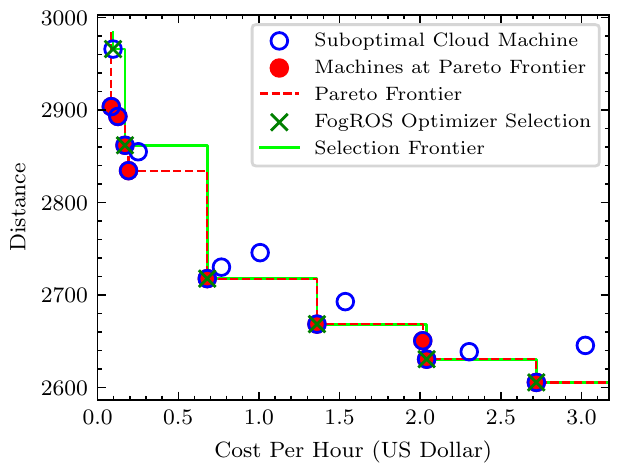 3000
2900
2800
2700
2600
Distance
Suboptimal Cloud Machine
Machines at Pareto Frontier
Pareto Frontier
FogROS Optimizer Selection
Selection Frontier
0.0 0.5 1.0 1.5 2.0 2.5 3.0
Cost Per Hour (US Dollar)